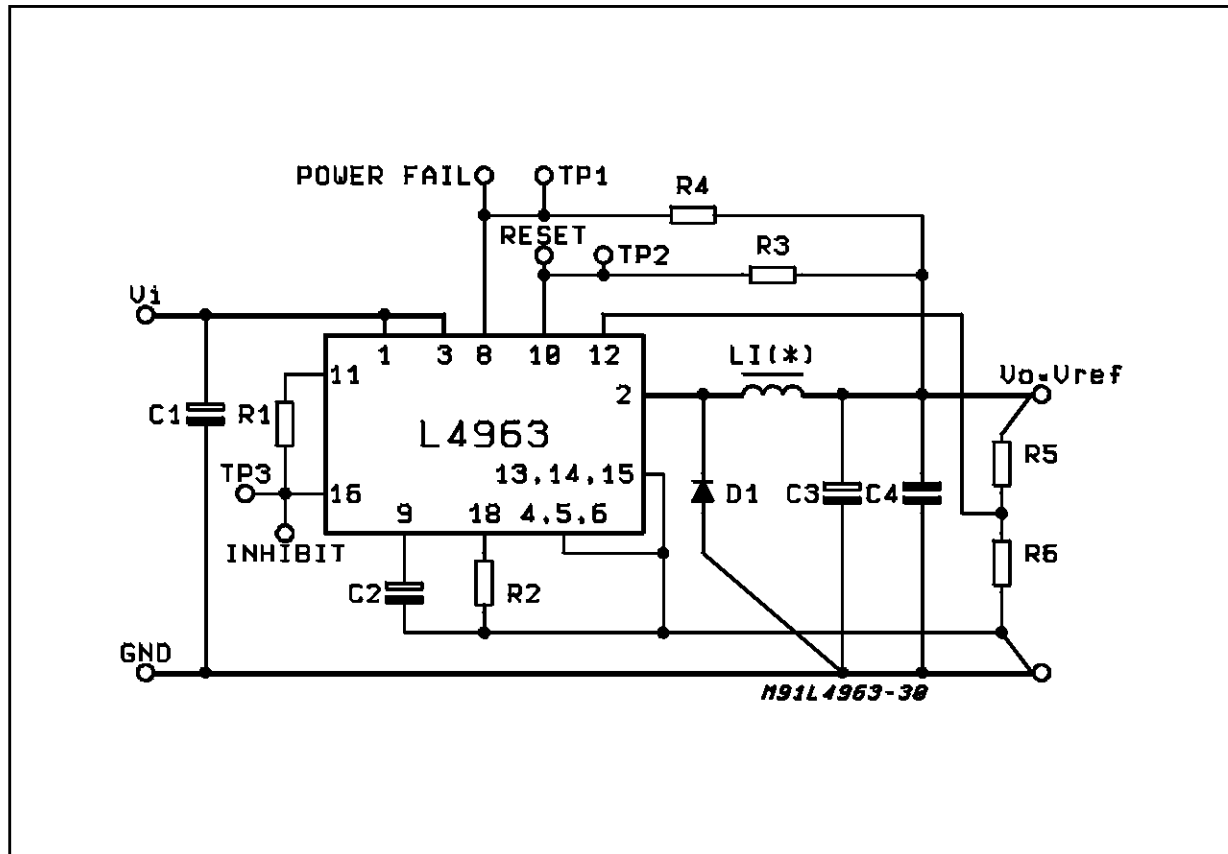 POWER FAIL
TP1
R4
RESET
TP2
R3
Vi
1
3
8
10
12
LI(*)
11
2
Vo=Vref
C1
R1
L4963
R5
TP3
13,14,15
16
D1
C3
C4
9
18
4,5,6
INHIBIT
R6
C2
R2
GND
M91L4963-30